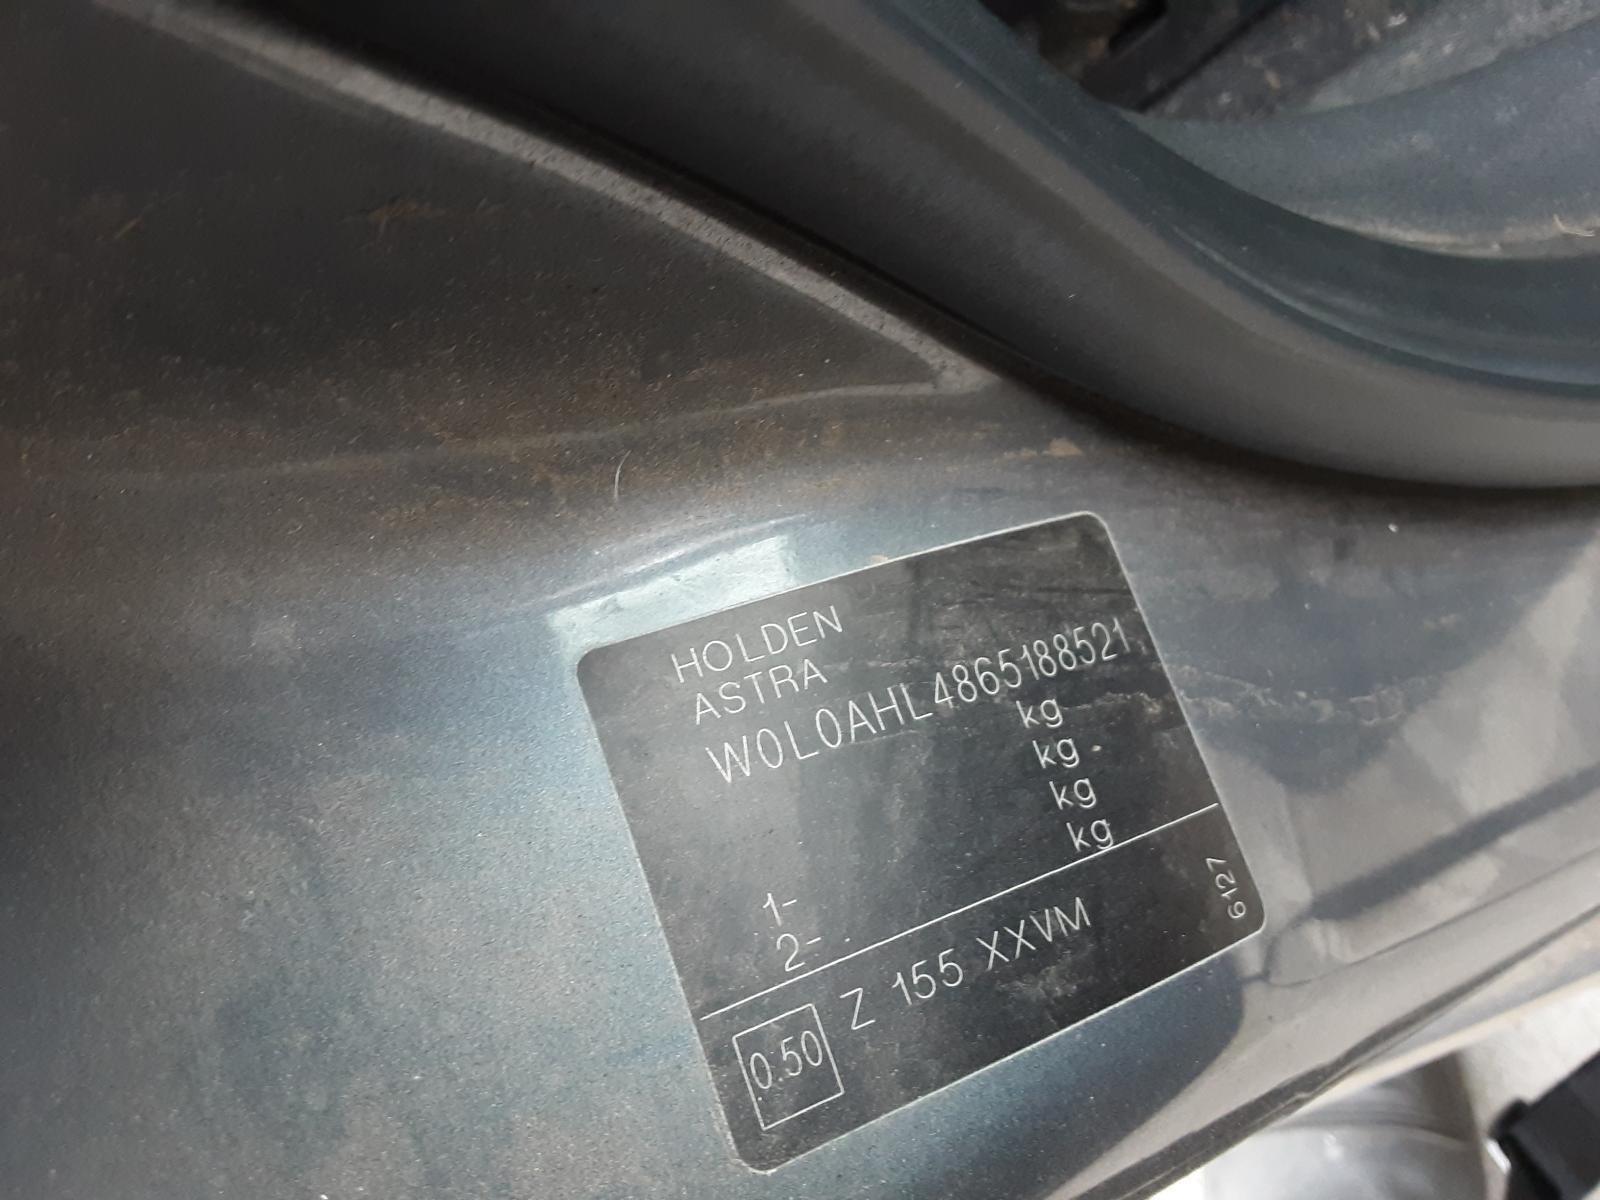 HOLDEN
ASTRA
W0L0AHL4865188521
kg
kg
1- kg
2- kg
0.50 Z 155 XXVM
6127